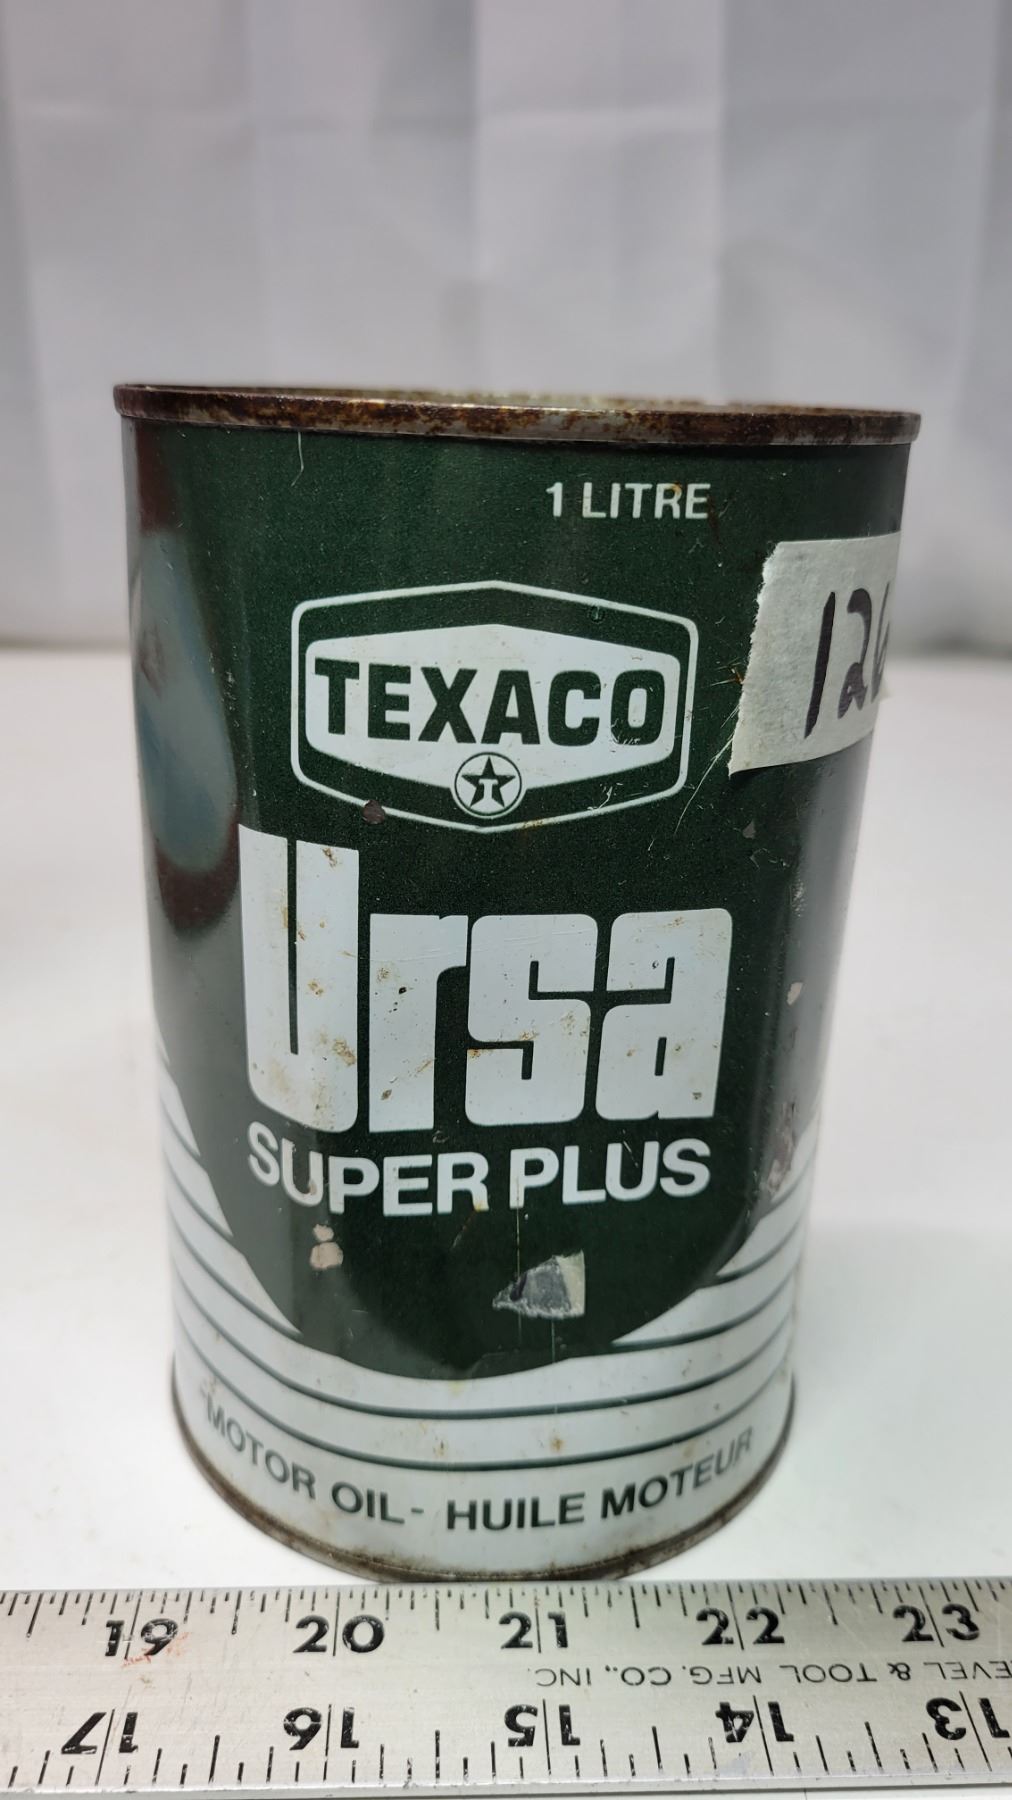 1 LITRE
TEXACO
T
Ursa
SUPER PLUS
MOTOR OIL - HUILE MOTEUR
19 20 21 22 23
LEVEL & TOOL MFG. CO., INC.
17 16 15 14 13